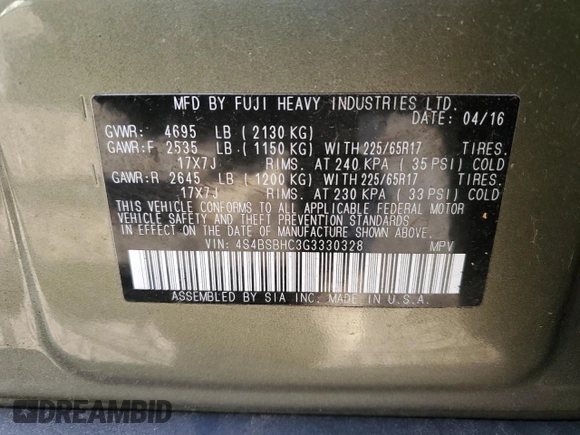 MFD BY FUJI HEAVY INDUSTRIES LTD.
DATE: 04/16
GVWR: 4695 LB (2130 KG)
GAWR:F 2535 LB (1150 KG) WITH 225/65R17 TIRES.
17X7J RIMS. AT 240 KPA (35 PSI) COLD
GAWR:R 2645 LB (1200 KG) WITH 225/65R17 TIRES.
17X7J RIMS. AT 230 KPA (33 PSI) COLD
THIS VEHICLE CONFORMS TO ALL APPLICABLE FEDERAL MOTOR
VEHICLE SAFETY AND THEFT PREVENTION STANDARDS
IN EFFECT ON THE DATE OF MANUFACTURE SHOWN ABOVE.
VIN: 4S4BSBHC3G3330328 MPV
ASSEMBLED BY SIA INC. MADE IN U.S.A.
DREAMBID